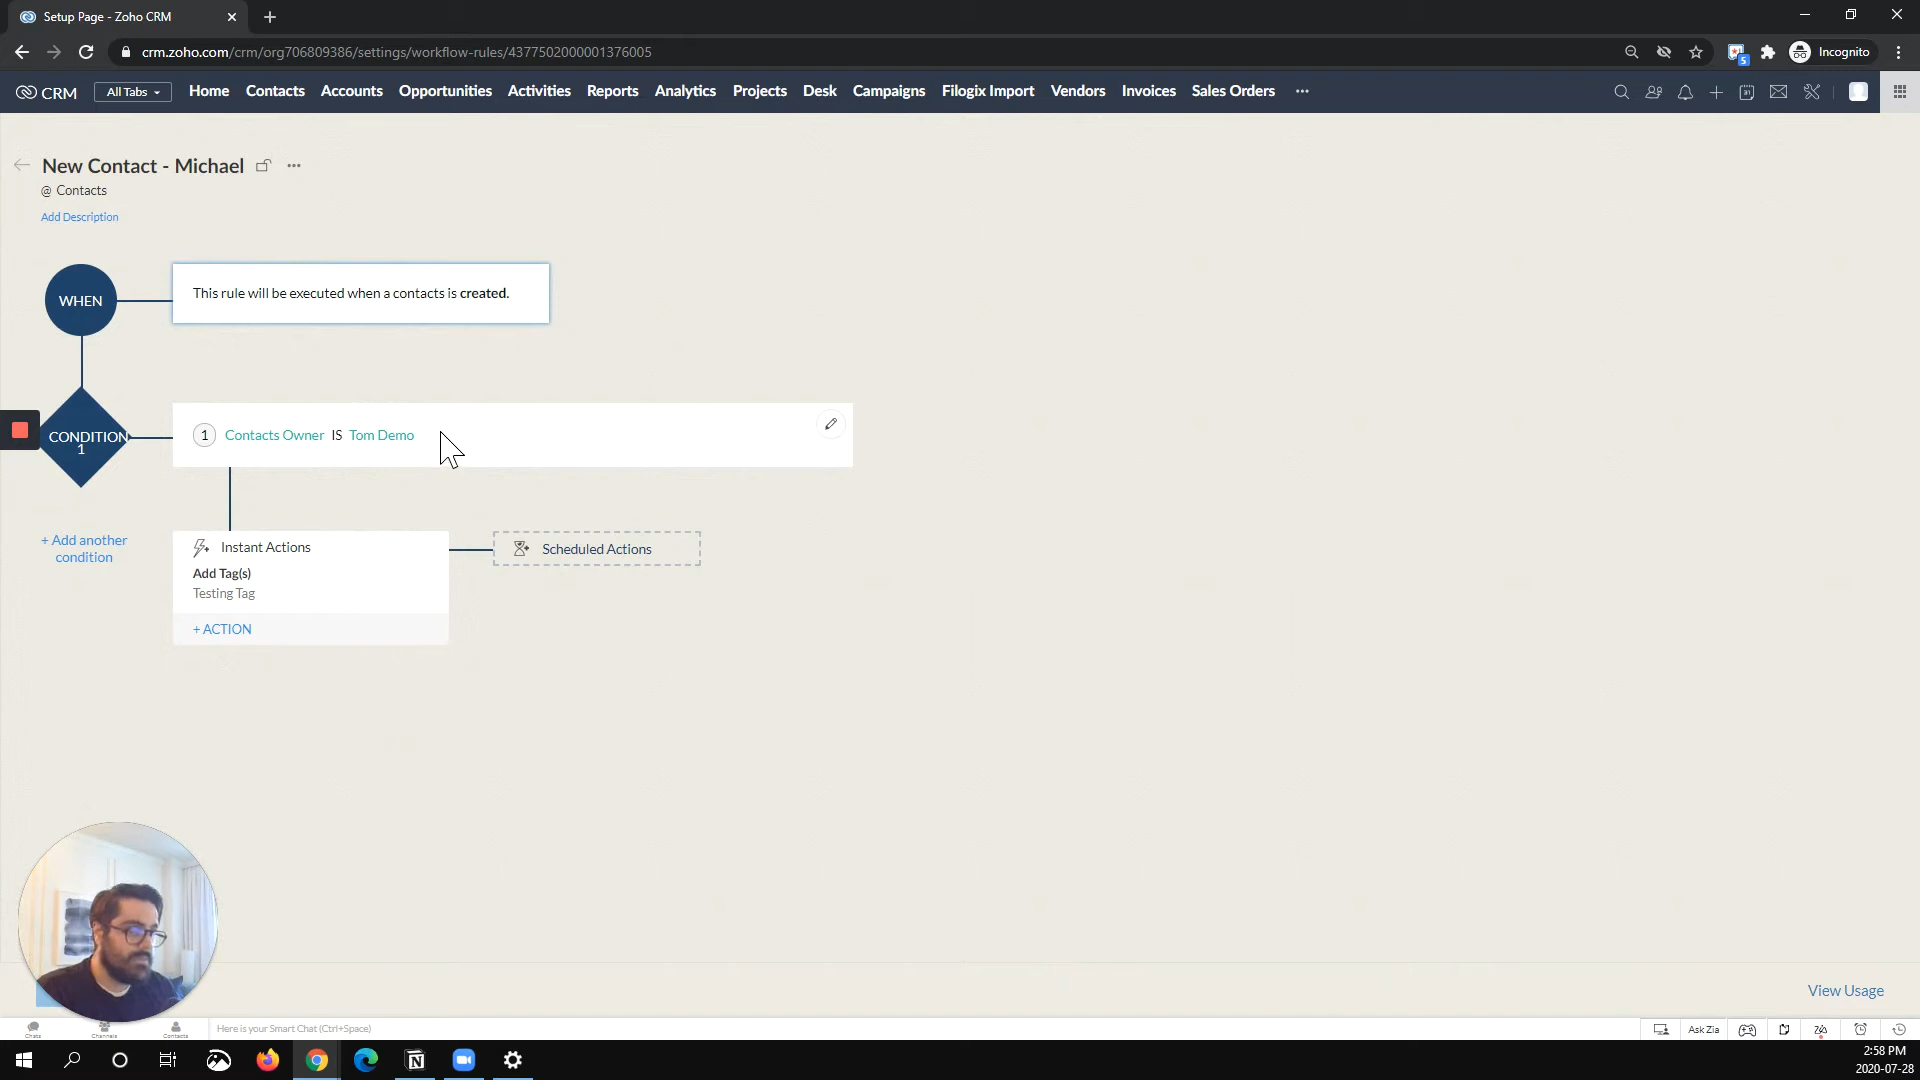 Setup Page - Zoho CRM
crm.zoho.com/crm/org706809386/settings/workflow-rules/4377502000001376005
5
Incognito
CRM
All Tabs
Home Contacts Accounts Opportunities Activities Reports Analytics Projects Desk Campaigns Filogix Import Vendors Invoices Sales Orders
New Contact - Michael
@ Contacts
Add Description
WHEN
This rule will be executed when a contacts is created.
CONDITION
1
1 Contacts Owner IS Tom Demo
+ Add another
condition
Instant Actions
Add Tag(s)
Testing Tag
+ ACTION
Scheduled Actions
View Usage
Chats
Channels
Contacts
Here is your Smart Chat (Ctrl+Space)
Ask Zia
2:58 PM
2020-07-28